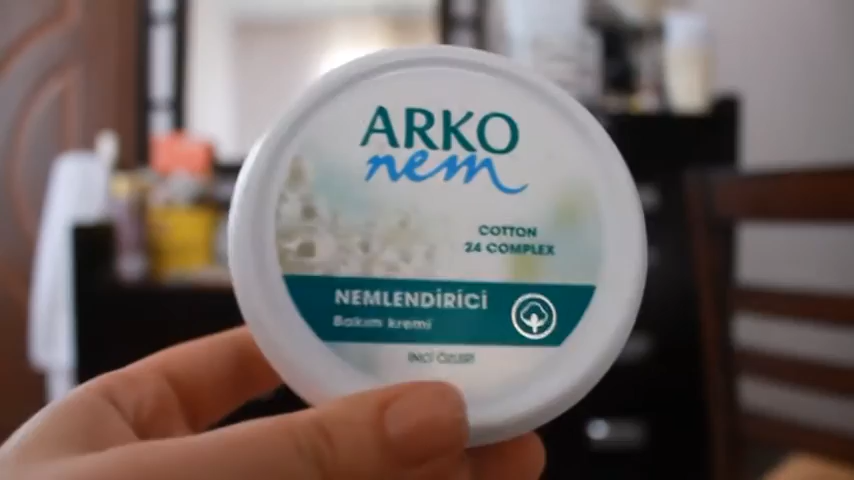 ARKO
nem
COTTON
24 COMPLEX
NEMLENDİRİCİ
Bakım kremi
İNCİ ÖZLERİ